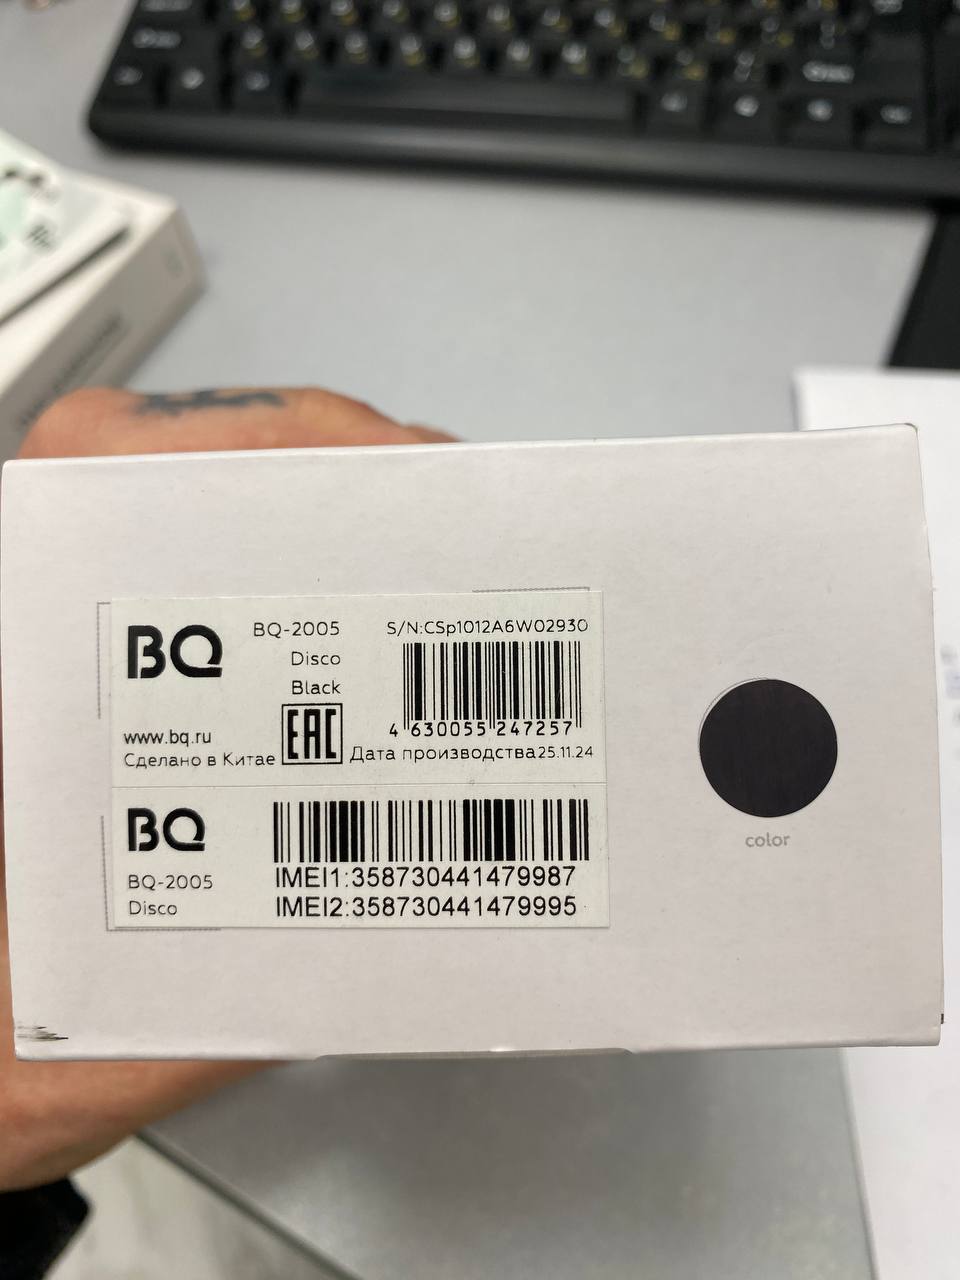 BQ
BQ-2005
Disco
Black
S/N:CSp1012A6W02930
4 630055 247257
www.bq.ru
Сделано в Китае
EAC
Дата производства25.11.24
BQ
BQ-2005
Disco
IMEI1:358730441479987
IMEI2:358730441479995
color